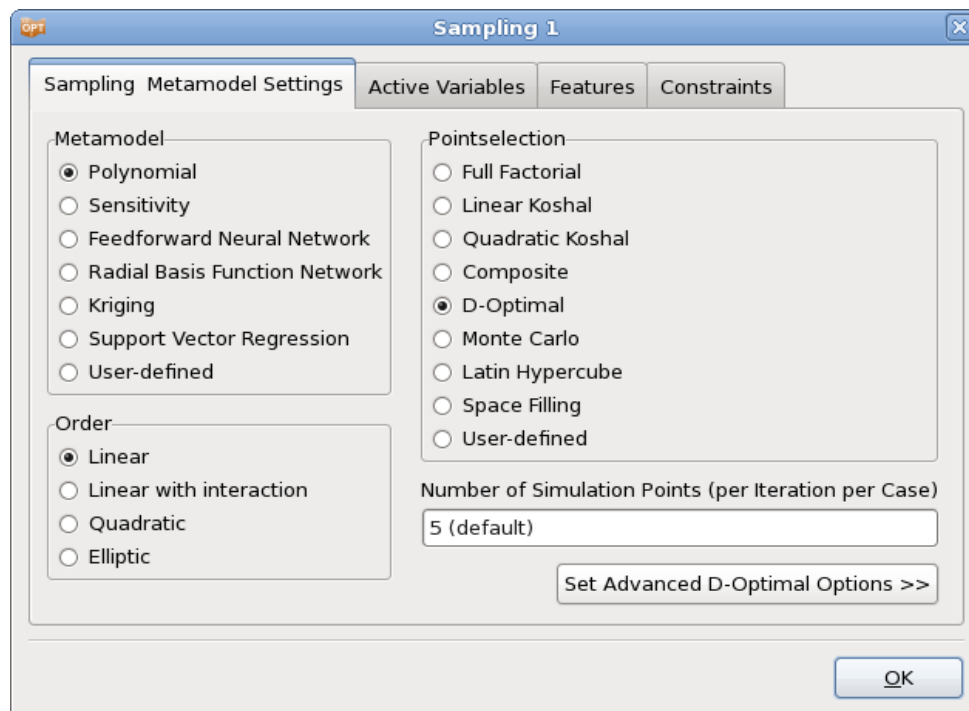 OPT
Sampling 1
Sampling  Metamodel Settings
Active Variables
Features
Constraints
Metamodel
Polynomial
Sensitivity
Feedforward Neural Network
Radial Basis Function Network
Kriging
Support Vector Regression
User-defined
Order
Linear
Linear with interaction
Quadratic
Elliptic
Pointselection
Full Factorial
Linear Koshal
Quadratic Koshal
Composite
D-Optimal
Monte Carlo
Latin Hypercube
Space Filling
User-defined
Number of Simulation Points (per Iteration per Case)
5 (default)
Set Advanced D-Optimal Options >>
OK